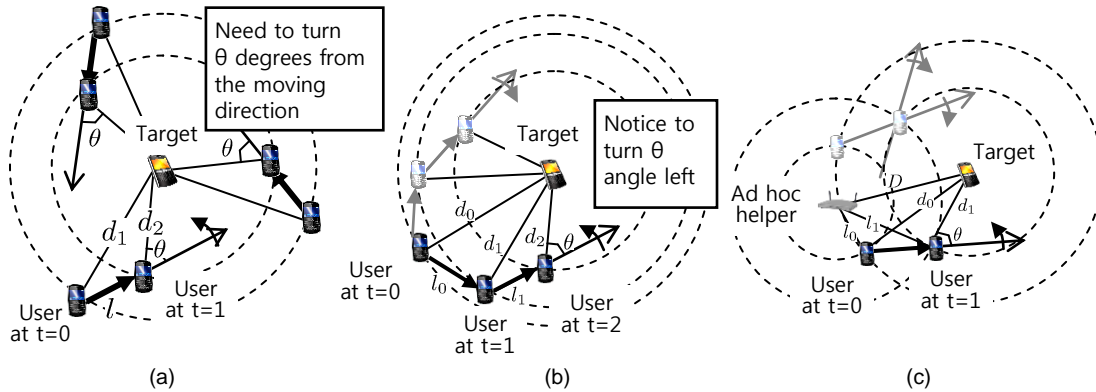 Need to turn
θ degrees from
the moving
direction
θ
Target
θ
d₁
d₂
θ
User
at t=0
l
User
at t=1
(a)
Target
Notice to
turn θ
angle left
d₀
d₁
d₂
θ
User
at t=0
l₀
l₁
User
at t=1
User
at t=2
(b)
Target
Ad hoc
helper
D
d₀
d₁
l₀
l₁
θ
User
at t=0
User
at t=1
(c)